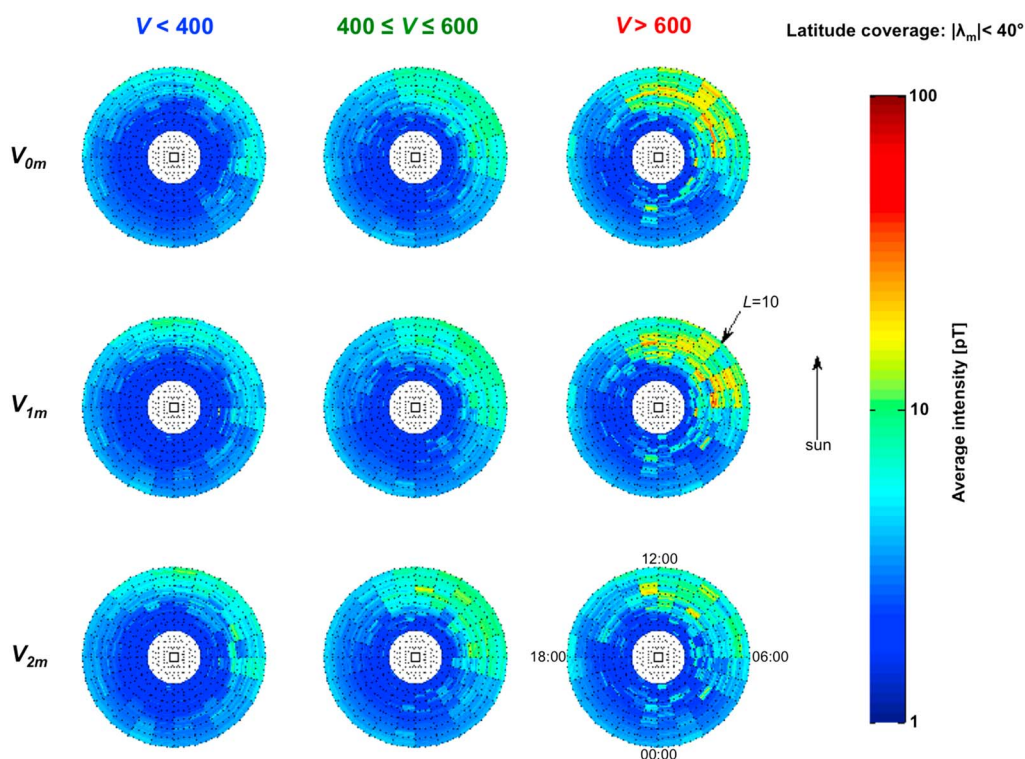 V < 400
400 ≤ V ≤ 600
V > 600
Latitude coverage: |λm|< 40°
100
V0m
L=10
V1m
10
sun
Average intensity [pT]
12:00
V2m
18:00
06:00
1
00:00